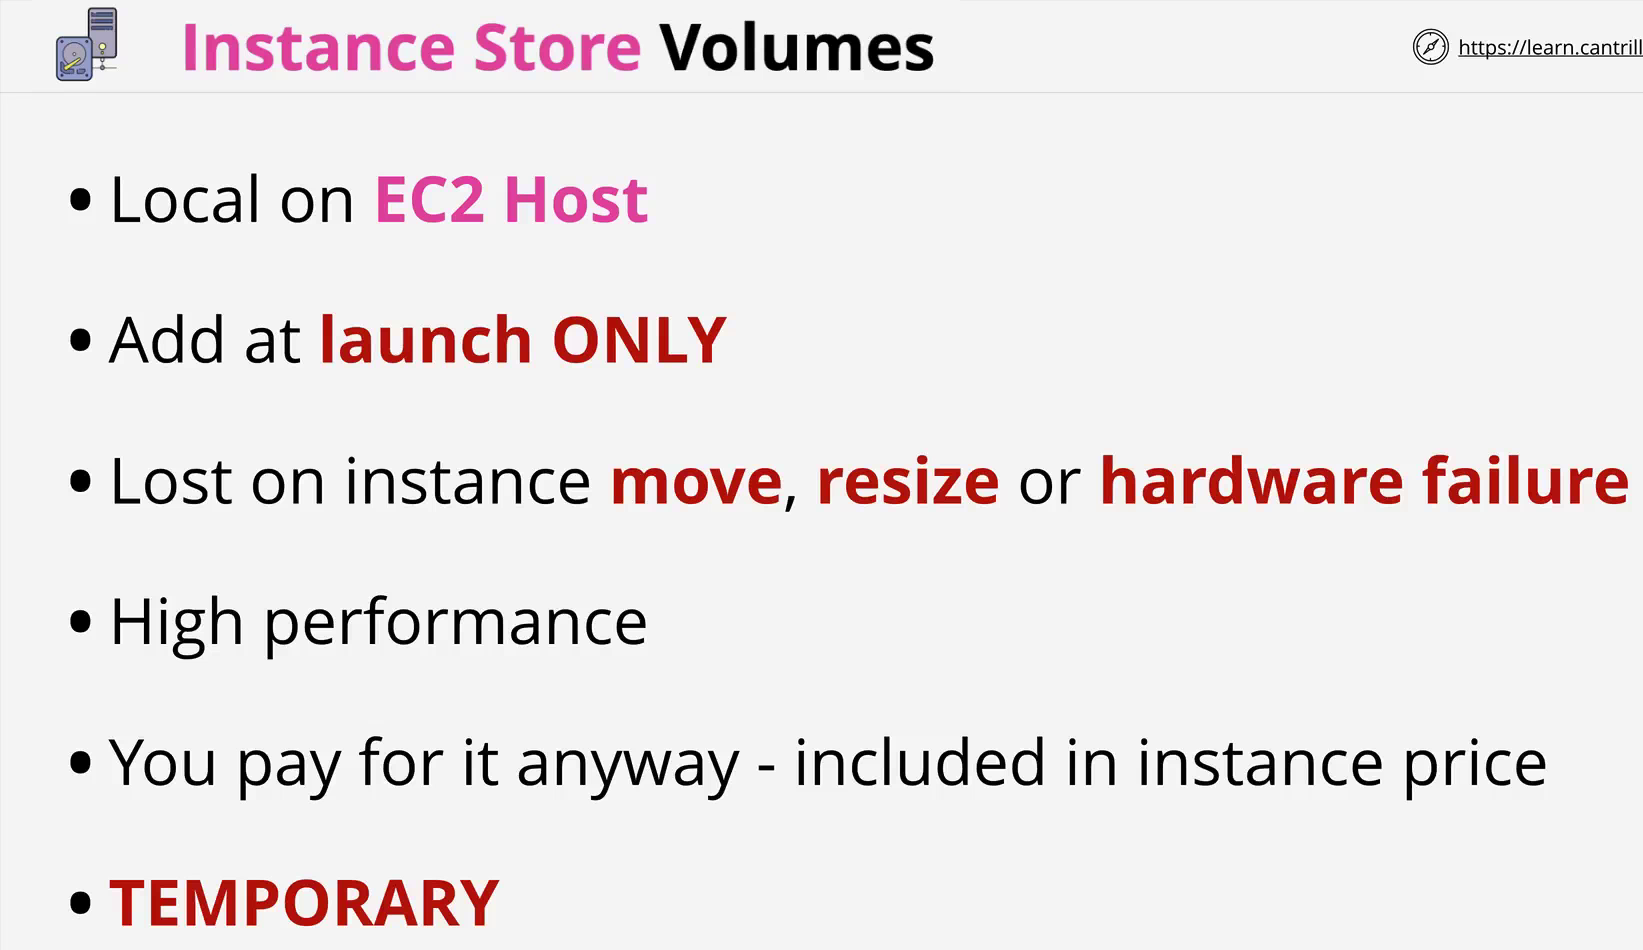 Instance Store Volumes
https://learn.cantrill
• Local on EC2 Host
• Add at launch ONLY
• Lost on instance move, resize or hardware failure
• High performance
• You pay for it anyway - included in instance price
• TEMPORARY